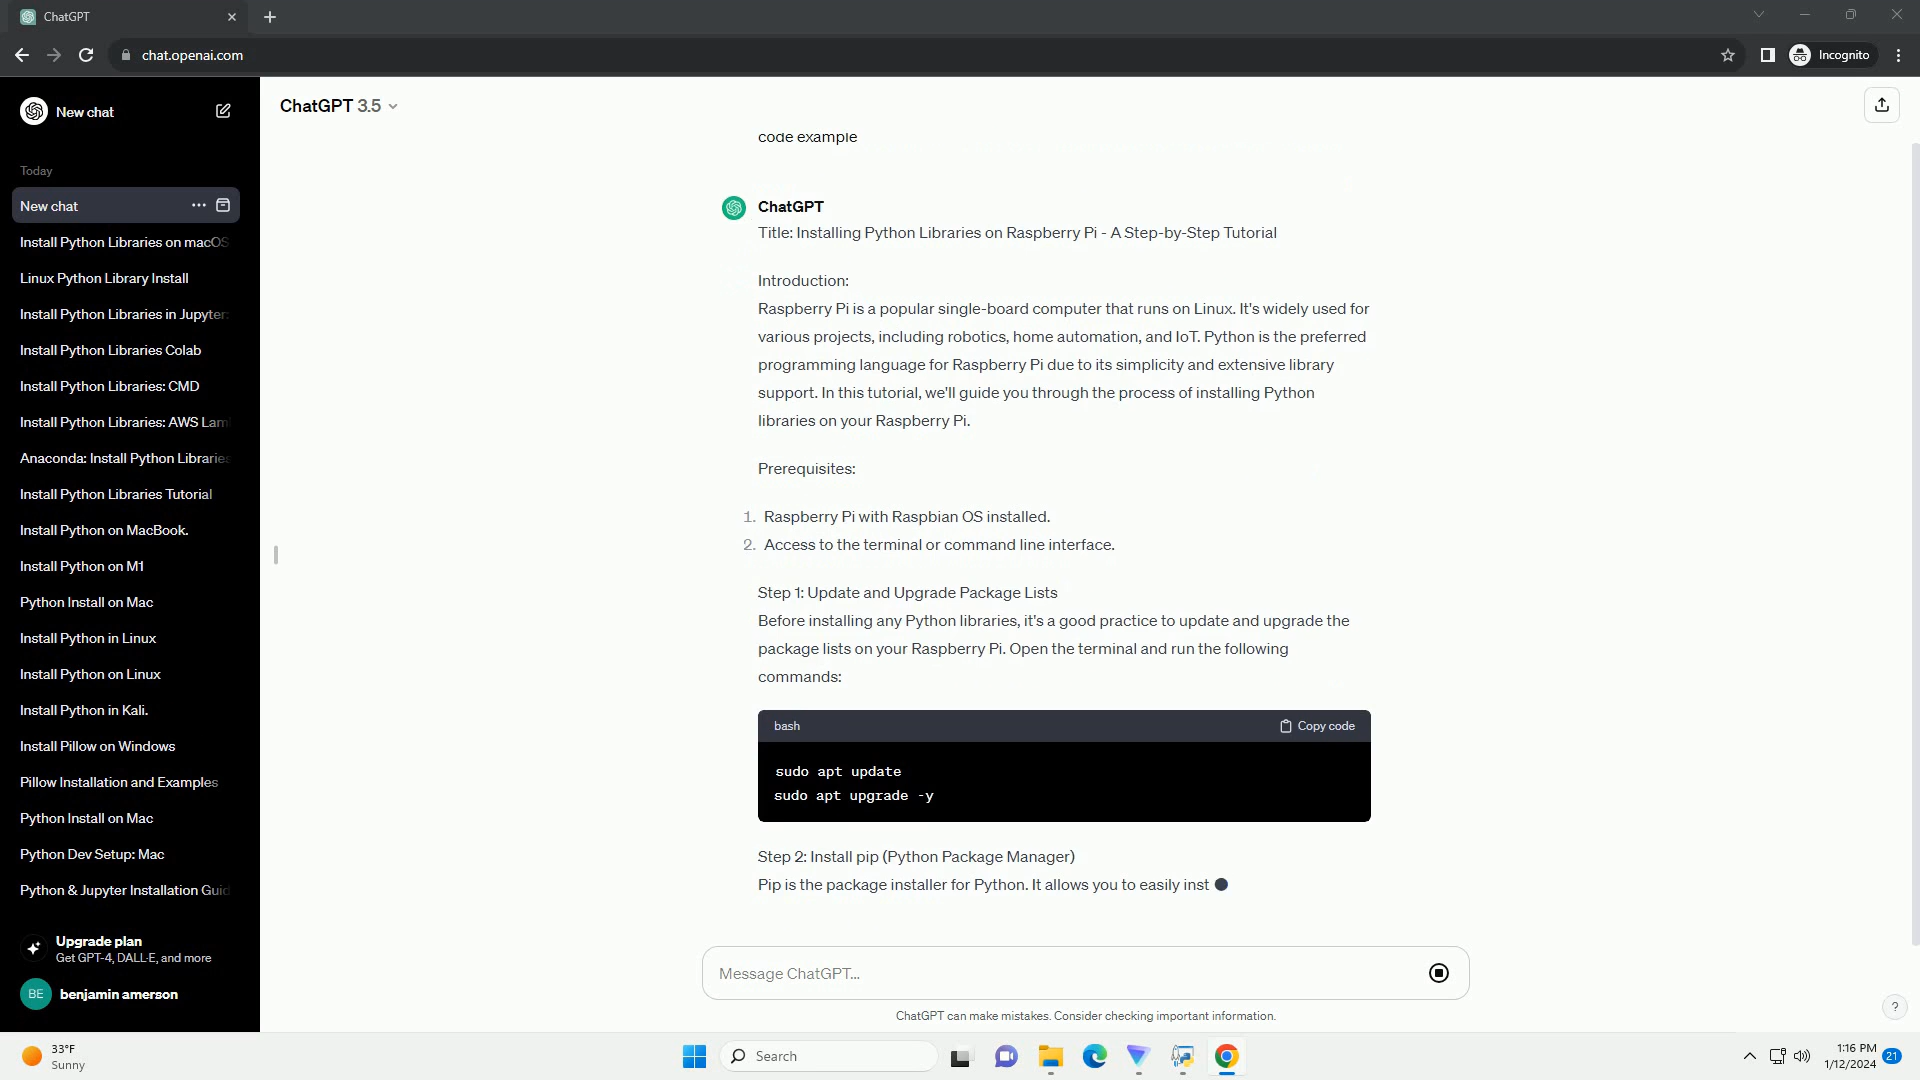 ChatGPT
chat.openai.com
Incognito
New chat
ChatGPT 3.5
Today
New chat
Install Python Libraries on macOS
Linux Python Library Install
Install Python Libraries in Jupyter:
Install Python Libraries Colab
Install Python Libraries: CMD
Install Python Libraries: AWS Lam
Anaconda: Install Python Libraries
Install Python Libraries Tutorial
Install Python on MacBook.
Install Python on M1
Python Install on Mac
Install Python in Linux
Install Python on Linux
Install Python in Kali.
Install Pillow on Windows
Pillow Installation and Examples
Python Install on Mac
Python Dev Setup: Mac
Python & Jupyter Installation Guid
Upgrade plan
Get GPT-4, DALL·E, and more
BE
benjamin amerson
code example
ChatGPT
Title: Installing Python Libraries on Raspberry Pi - A Step-by-Step Tutorial
Introduction:
Raspberry Pi is a popular single-board computer that runs on Linux. It's widely used for
various projects, including robotics, home automation, and IoT. Python is the preferred
programming language for Raspberry Pi due to its simplicity and extensive library
support. In this tutorial, we'll guide you through the process of installing Python
libraries on your Raspberry Pi.
Prerequisites:
1. Raspberry Pi with Raspbian OS installed.
2. Access to the terminal or command line interface.
Step 1: Update and Upgrade Package Lists
Before installing any Python libraries, it's a good practice to update and upgrade the
package lists on your Raspberry Pi. Open the terminal and run the following
commands:
bash
Copy code
sudo apt update
sudo apt upgrade -y
Step 2: Install pip (Python Package Manager)
Pip is the package installer for Python. It allows you to easily inst
Message ChatGPT...
ChatGPT can make mistakes. Consider checking important information.
?
33°F
Sunny
Search
1:16 PM
1/12/2024
21